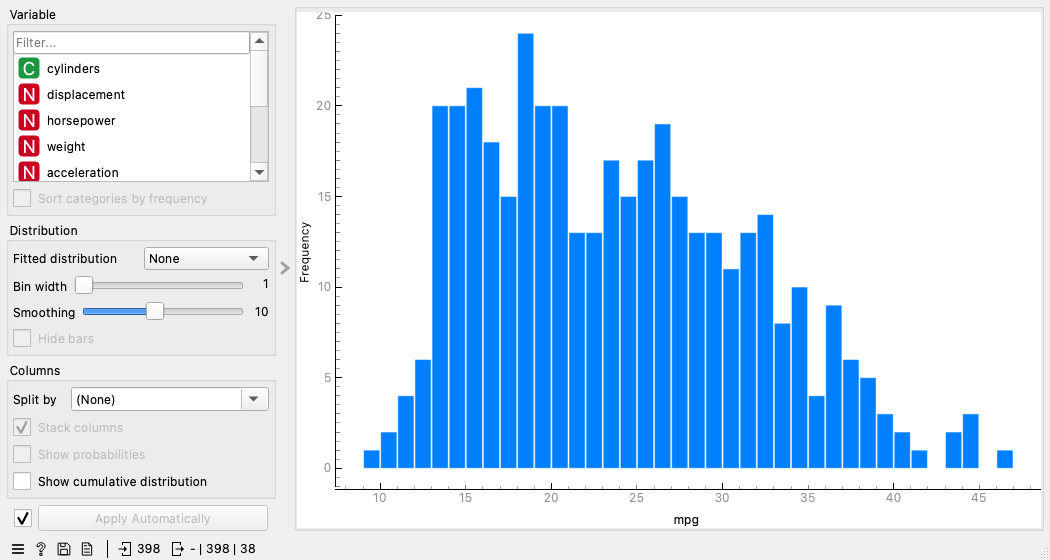 Variable
Filter...
C cylinders
N displacement
N horsepower
N weight
N acceleration
Sort categories by frequency
Distribution
Fitted distribution None
Bin width 1
Smoothing 10
Hide bars
Columns
Split by (None)
Stack columns
Show probabilities
Show cumulative distribution
Apply Automatically
? 398 - | 398 | 38
25
20
15
10
5
0
Frequency
10 15 20 25 30 35 40 45
mpg